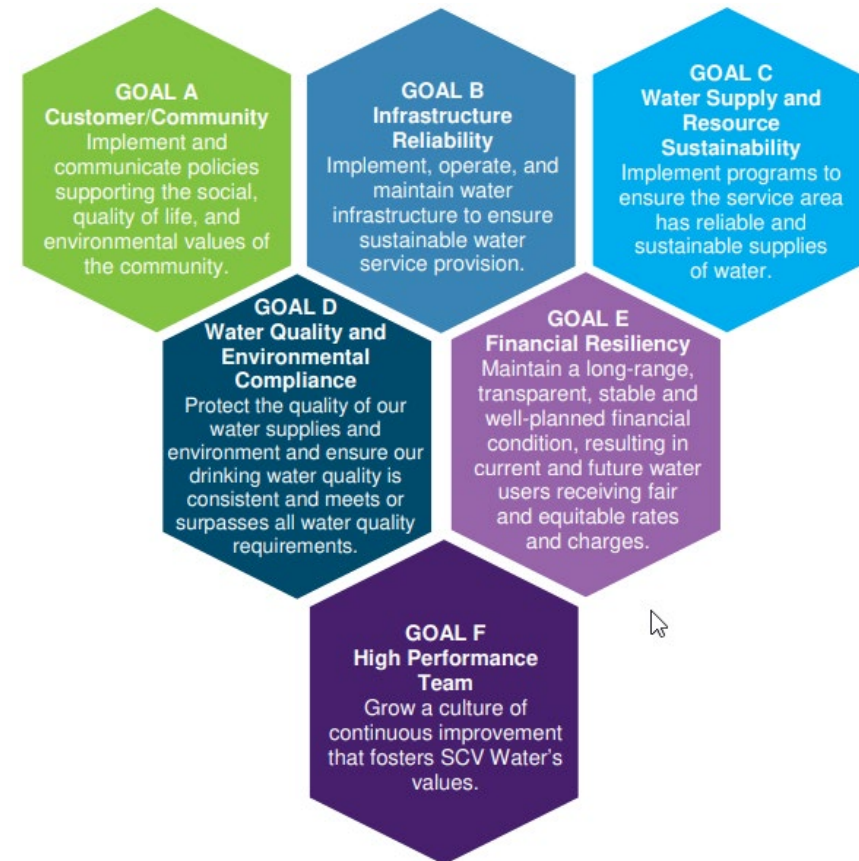 GOAL A
Customer/Community
Implement and
communicate policies
supporting the social,
quality of life, and
environmental values of
the community.
GOAL B
Infrastructure
Reliability
Implement, operate, and
maintain water
infrastructure to ensure
sustainable water
service provision.
GOAL C
Water Supply and
Resource
Sustainability
Implement programs to
ensure the service area
has reliable and
sustainable supplies
of water.
GOAL D
Water Quality and
Environmental
Compliance
Protect the quality of our
water supplies and
environment and ensure our
drinking water quality is
consistent and meets or
surpasses all water quality
requirements.
GOAL E
Financial Resiliency
Maintain a long-range,
transparent, stable and
well-planned financial
condition, resulting in
current and future water
users receiving fair
and equitable rates
and charges.
GOAL F
High Performance
Team
Grow a culture of
continuous improvement
that fosters SCV Water's
values.